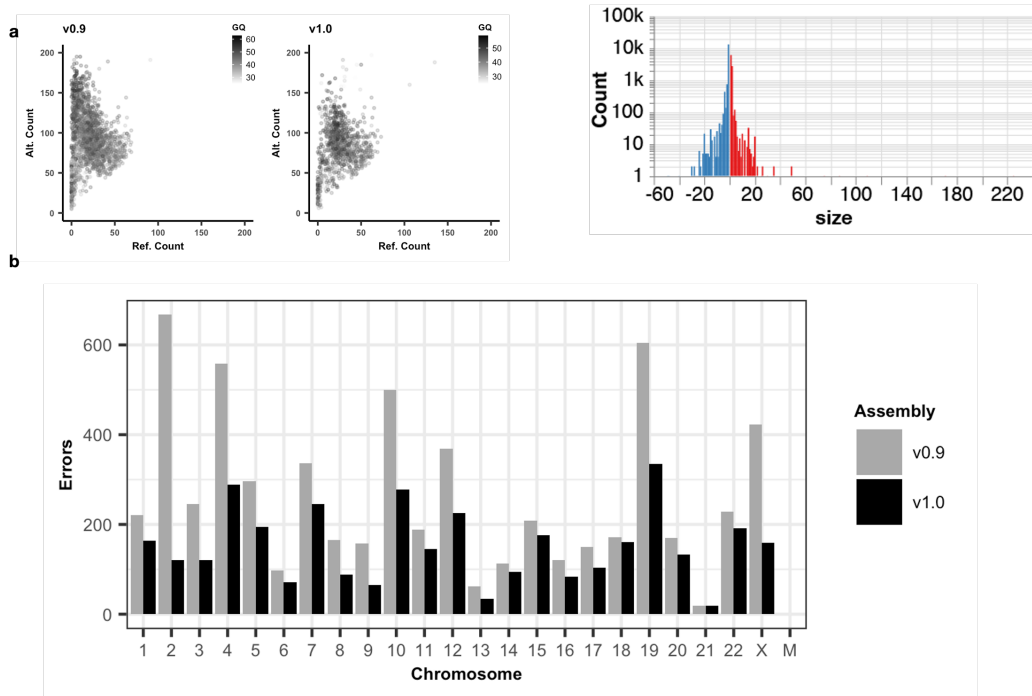 a
v0.9
GQ
60
50
40
30
200
150
100
50
0
Alt. Count
0 50 100 150 200
Ref. Count
v1.0
GQ
50
40
30
200
150
100
50
0
Alt. Count
0 50 100 150 200
Ref. Count
100k
10k
1k
100
10
1
Count
-60 -20 20 60 100 140 180 220
size
b
600
400
200
0
Errors
1 2 3 4 5 6 7 8 9 10 11 12 13 14 15 16 17 18 19 20 21 22 X M
Chromosome
Assembly
v0.9
v1.0